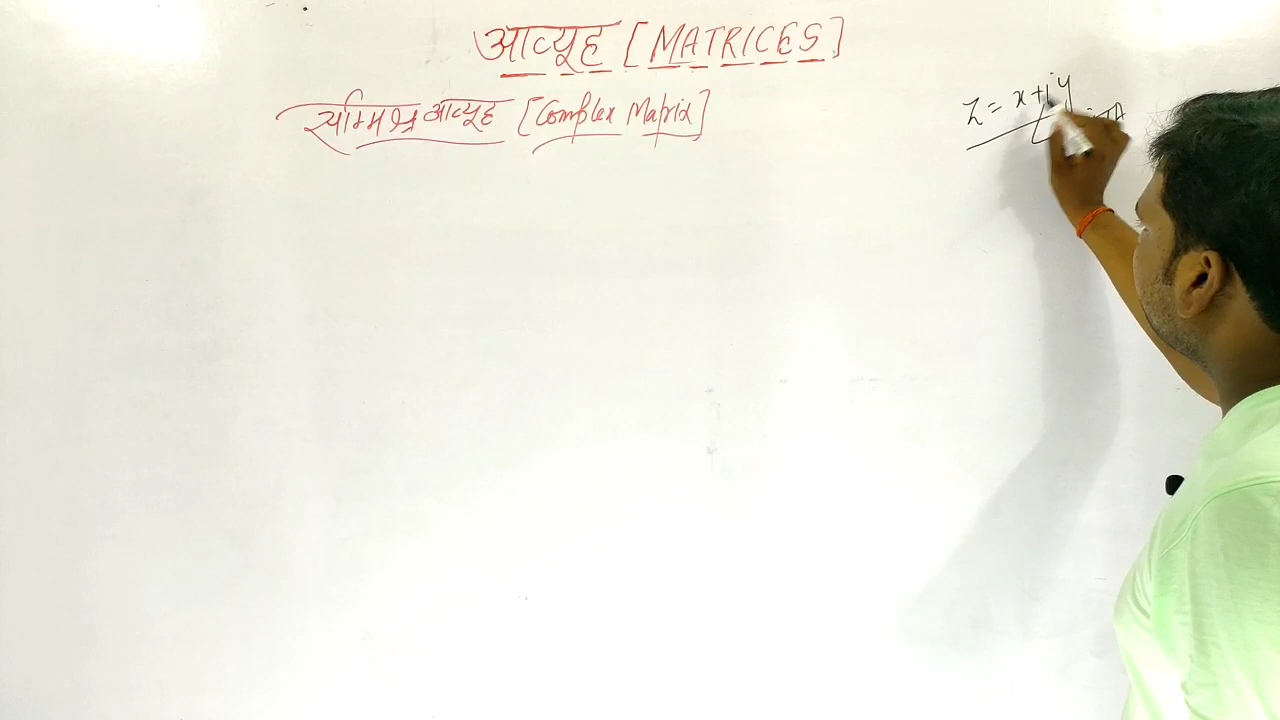 आव्यूह [MATRICES]
सम्मिश्र आव्यूह [Complex Matrix]
Z = x+iy